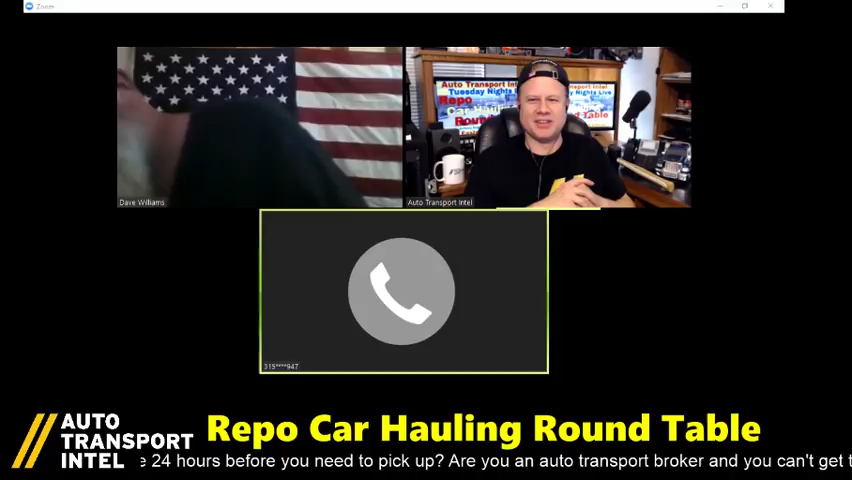 Zoom
Auto Transport Intel
Tuesday Nights Live
Repo
Car
Round Table
Dave Williams
Auto Transport Intel
315****947
AUTO
TRANSPORT
INTEL
Repo Car Hauling Round Table
e 24 hours before you need to pick up? Are you an auto transport broker and you can't get t